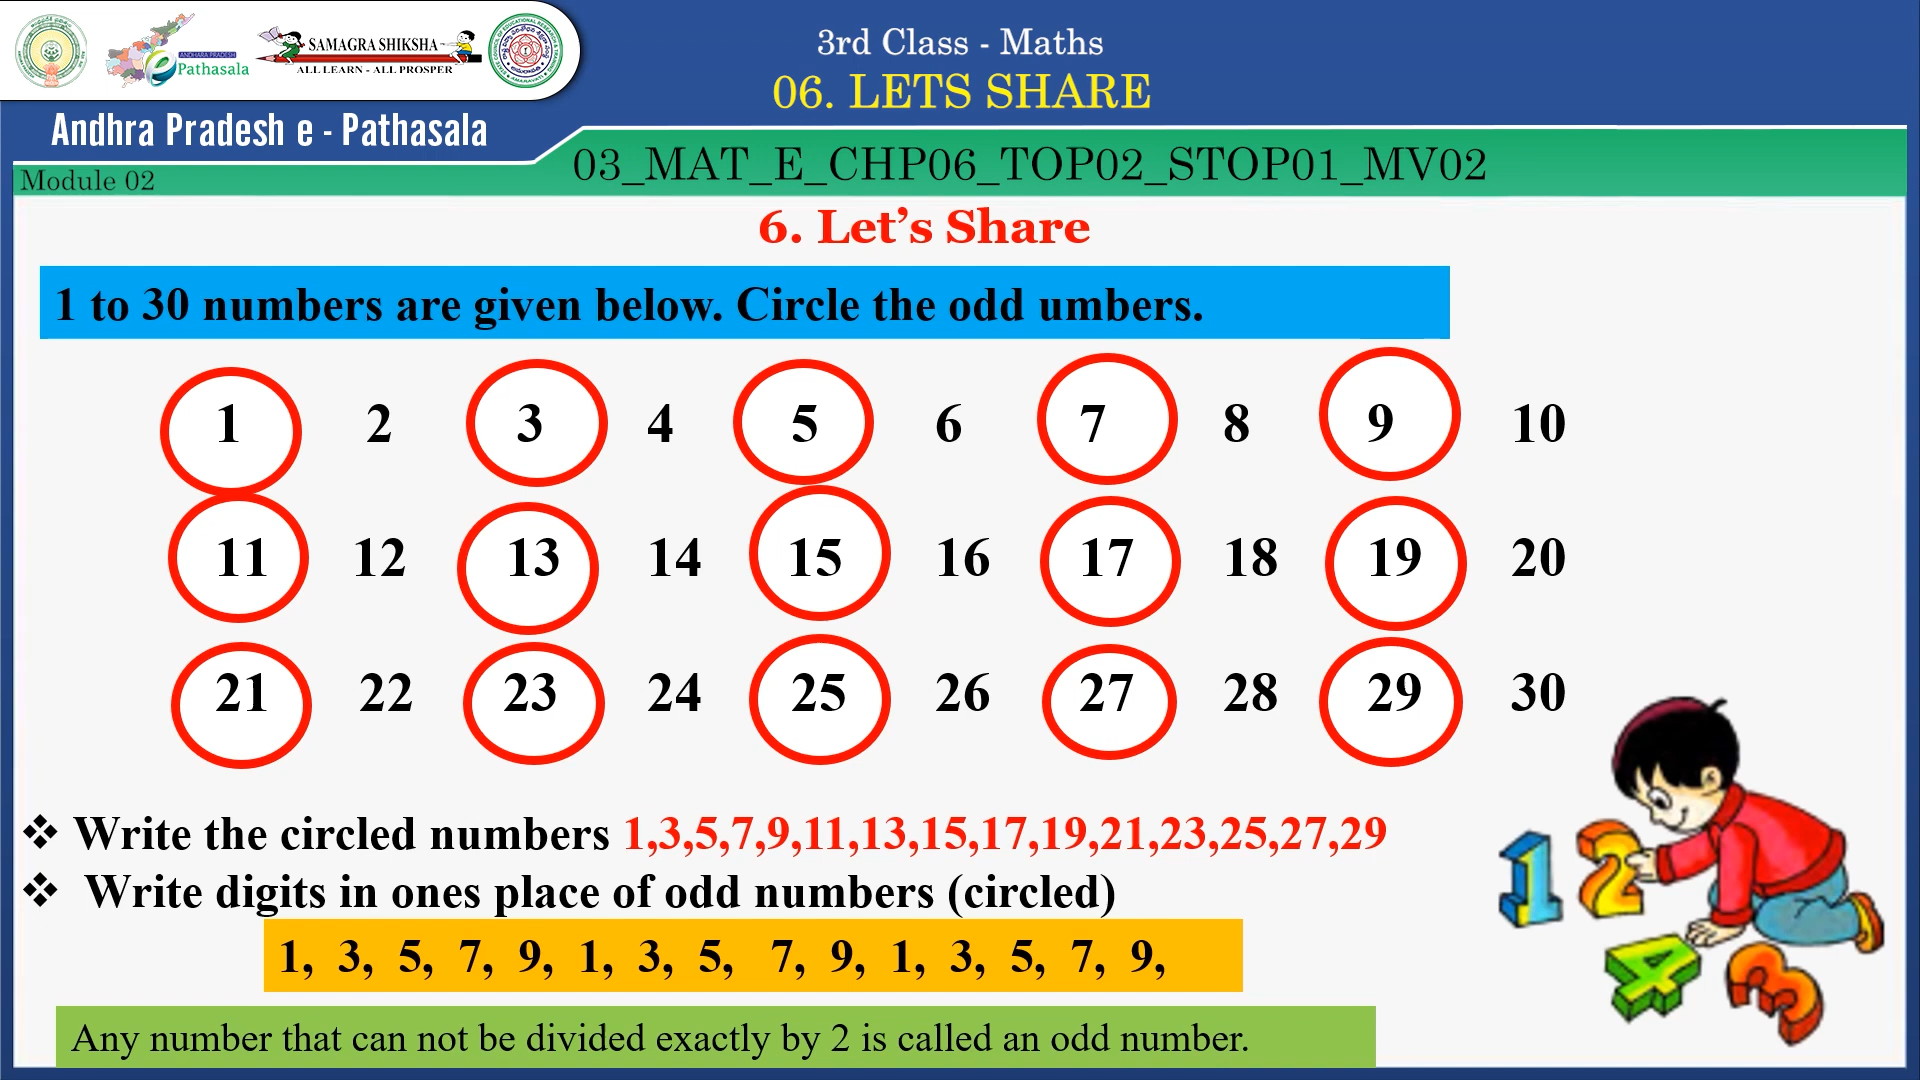 SAMAGRA SHIKSHA
ALL LEARN - ALL PROSPER
ANDHRA PRADESH
e Pathasala
Andhra Pradesh e - Pathasala
3rd Class - Maths
06. LETS SHARE
Module 02
03_MAT_E_CHP06_TOP02_STOP01_MV02
6. Let's Share
1 to 30 numbers are given below. Circle the odd umbers.
1 2 3 4 5 6 7 8 9 10
11 12 13 14 15 16 17 18 19 20
21 22 23 24 25 26 27 28 29 30
❖ Write the circled numbers 1,3,5,7,9,11,13,15,17,19,21,23,25,27,29
❖ Write digits in ones place of odd numbers (circled)
1, 3, 5, 7, 9, 1, 3, 5, 7, 9, 1, 3, 5, 7, 9,
Any number that can not be divided exactly by 2 is called an odd number.
1 2
4 3